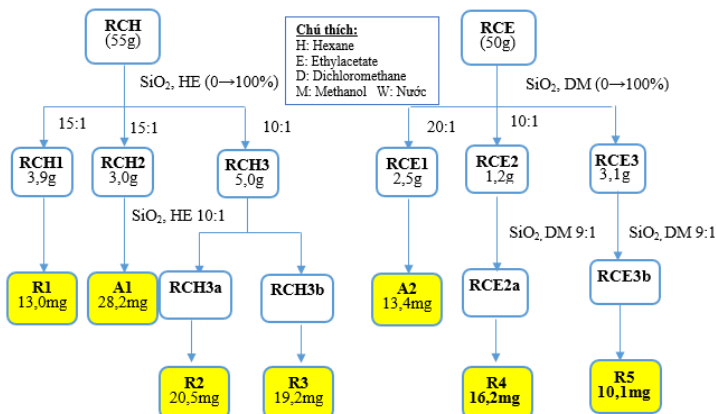 RCH
(55g)
Chú thích:
H: Hexane
E: Ethylacetate
D: Dichloromethane
M: Methanol W: Nước
RCE
(50g)
SiO₂, HE (0→100%)
SiO₂, DM (0→100%)
15:1
15:1
10:1
20:1
10:1
RCH1
3,9g
RCH2
3,0g
RCH3
5,0g
RCE1
2,5g
RCE2
1,2g
RCE3
3,1g
SiO₂, HE 10:1
SiO₂, DM 9:1
SiO₂, DM 9:1
R1
13,0mg
A1
28,2mg
RCH3a
RCH3b
A2
13,4mg
RCE2a
RCE3b
R2
20,5mg
R3
19,2mg
R4
16,2mg
R5
10,1mg